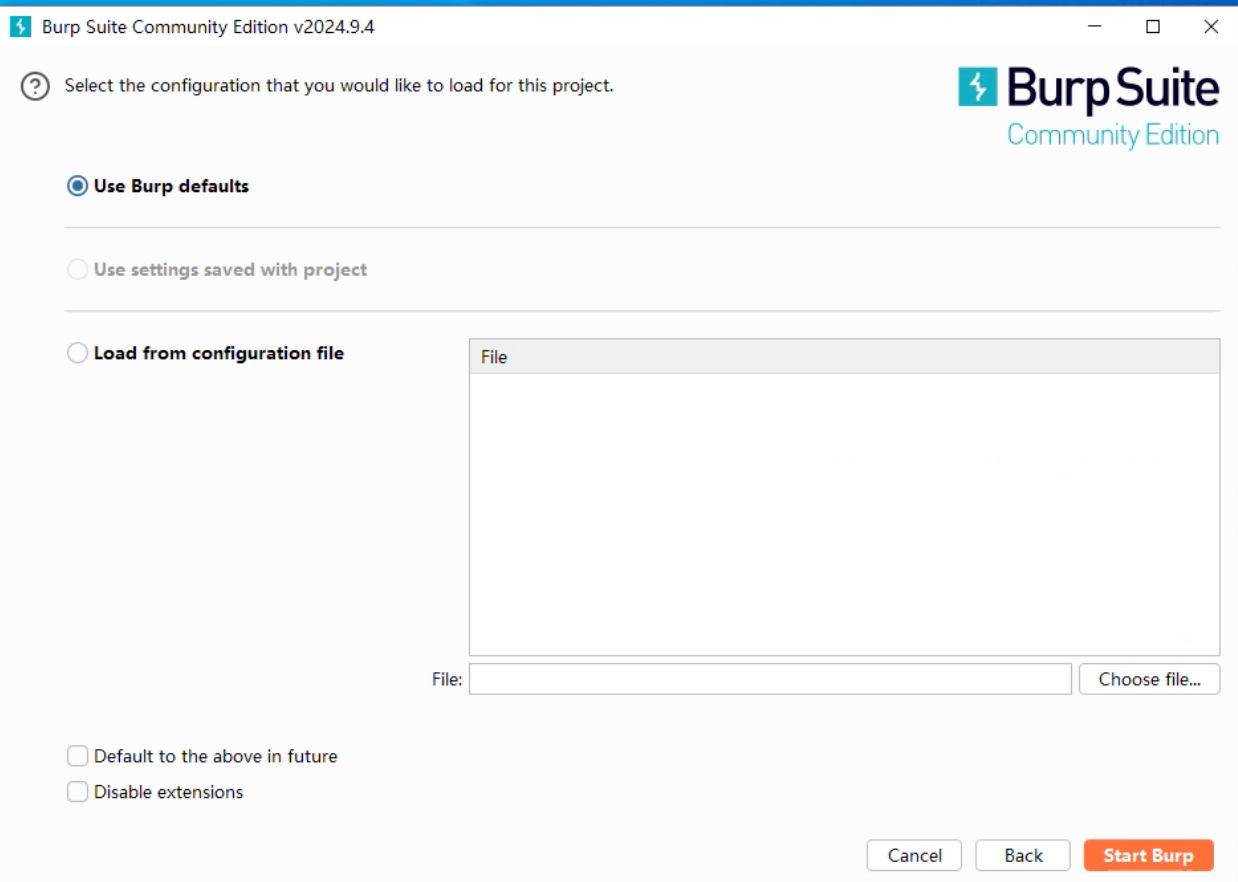 Burp Suite Community Edition v2024.9.4
Select the configuration that you would like to load for this project.
Burp Suite
Community Edition
Use Burp defaults
Use settings saved with project
Load from configuration file
File
File:
Choose file...
Default to the above in future
Disable extensions
Cancel
Back
Start Burp